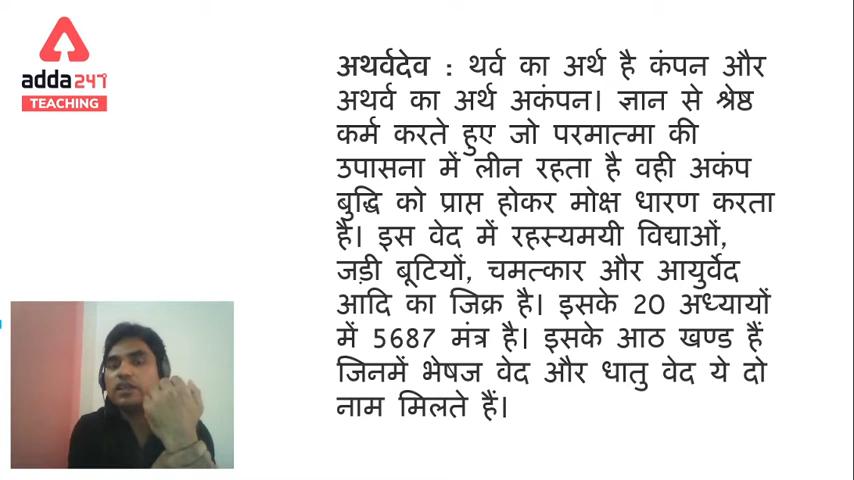 adda247
TEACHING
अथर्वदेव : थर्व का अर्थ है कंपन और
अथर्व का अर्थ अकंपन। ज्ञान से श्रेष्ठ
कर्म करते हुए जो परमात्मा की
उपासना में लीन रहता है वही अकंप
बुद्धि को प्राप्त होकर मोक्ष धारण करता
है। इस वेद में रहस्यमयी विद्याओं,
जड़ी बूटियों, चमत्कार और आयुर्वेद
आदि का जिक्र है। इसके 20 अध्यायों
में 5687 मंत्र है। इसके आठ खण्ड हैं
जिनमें भेषज वेद और धातु वेद ये दो
नाम मिलते हैं।